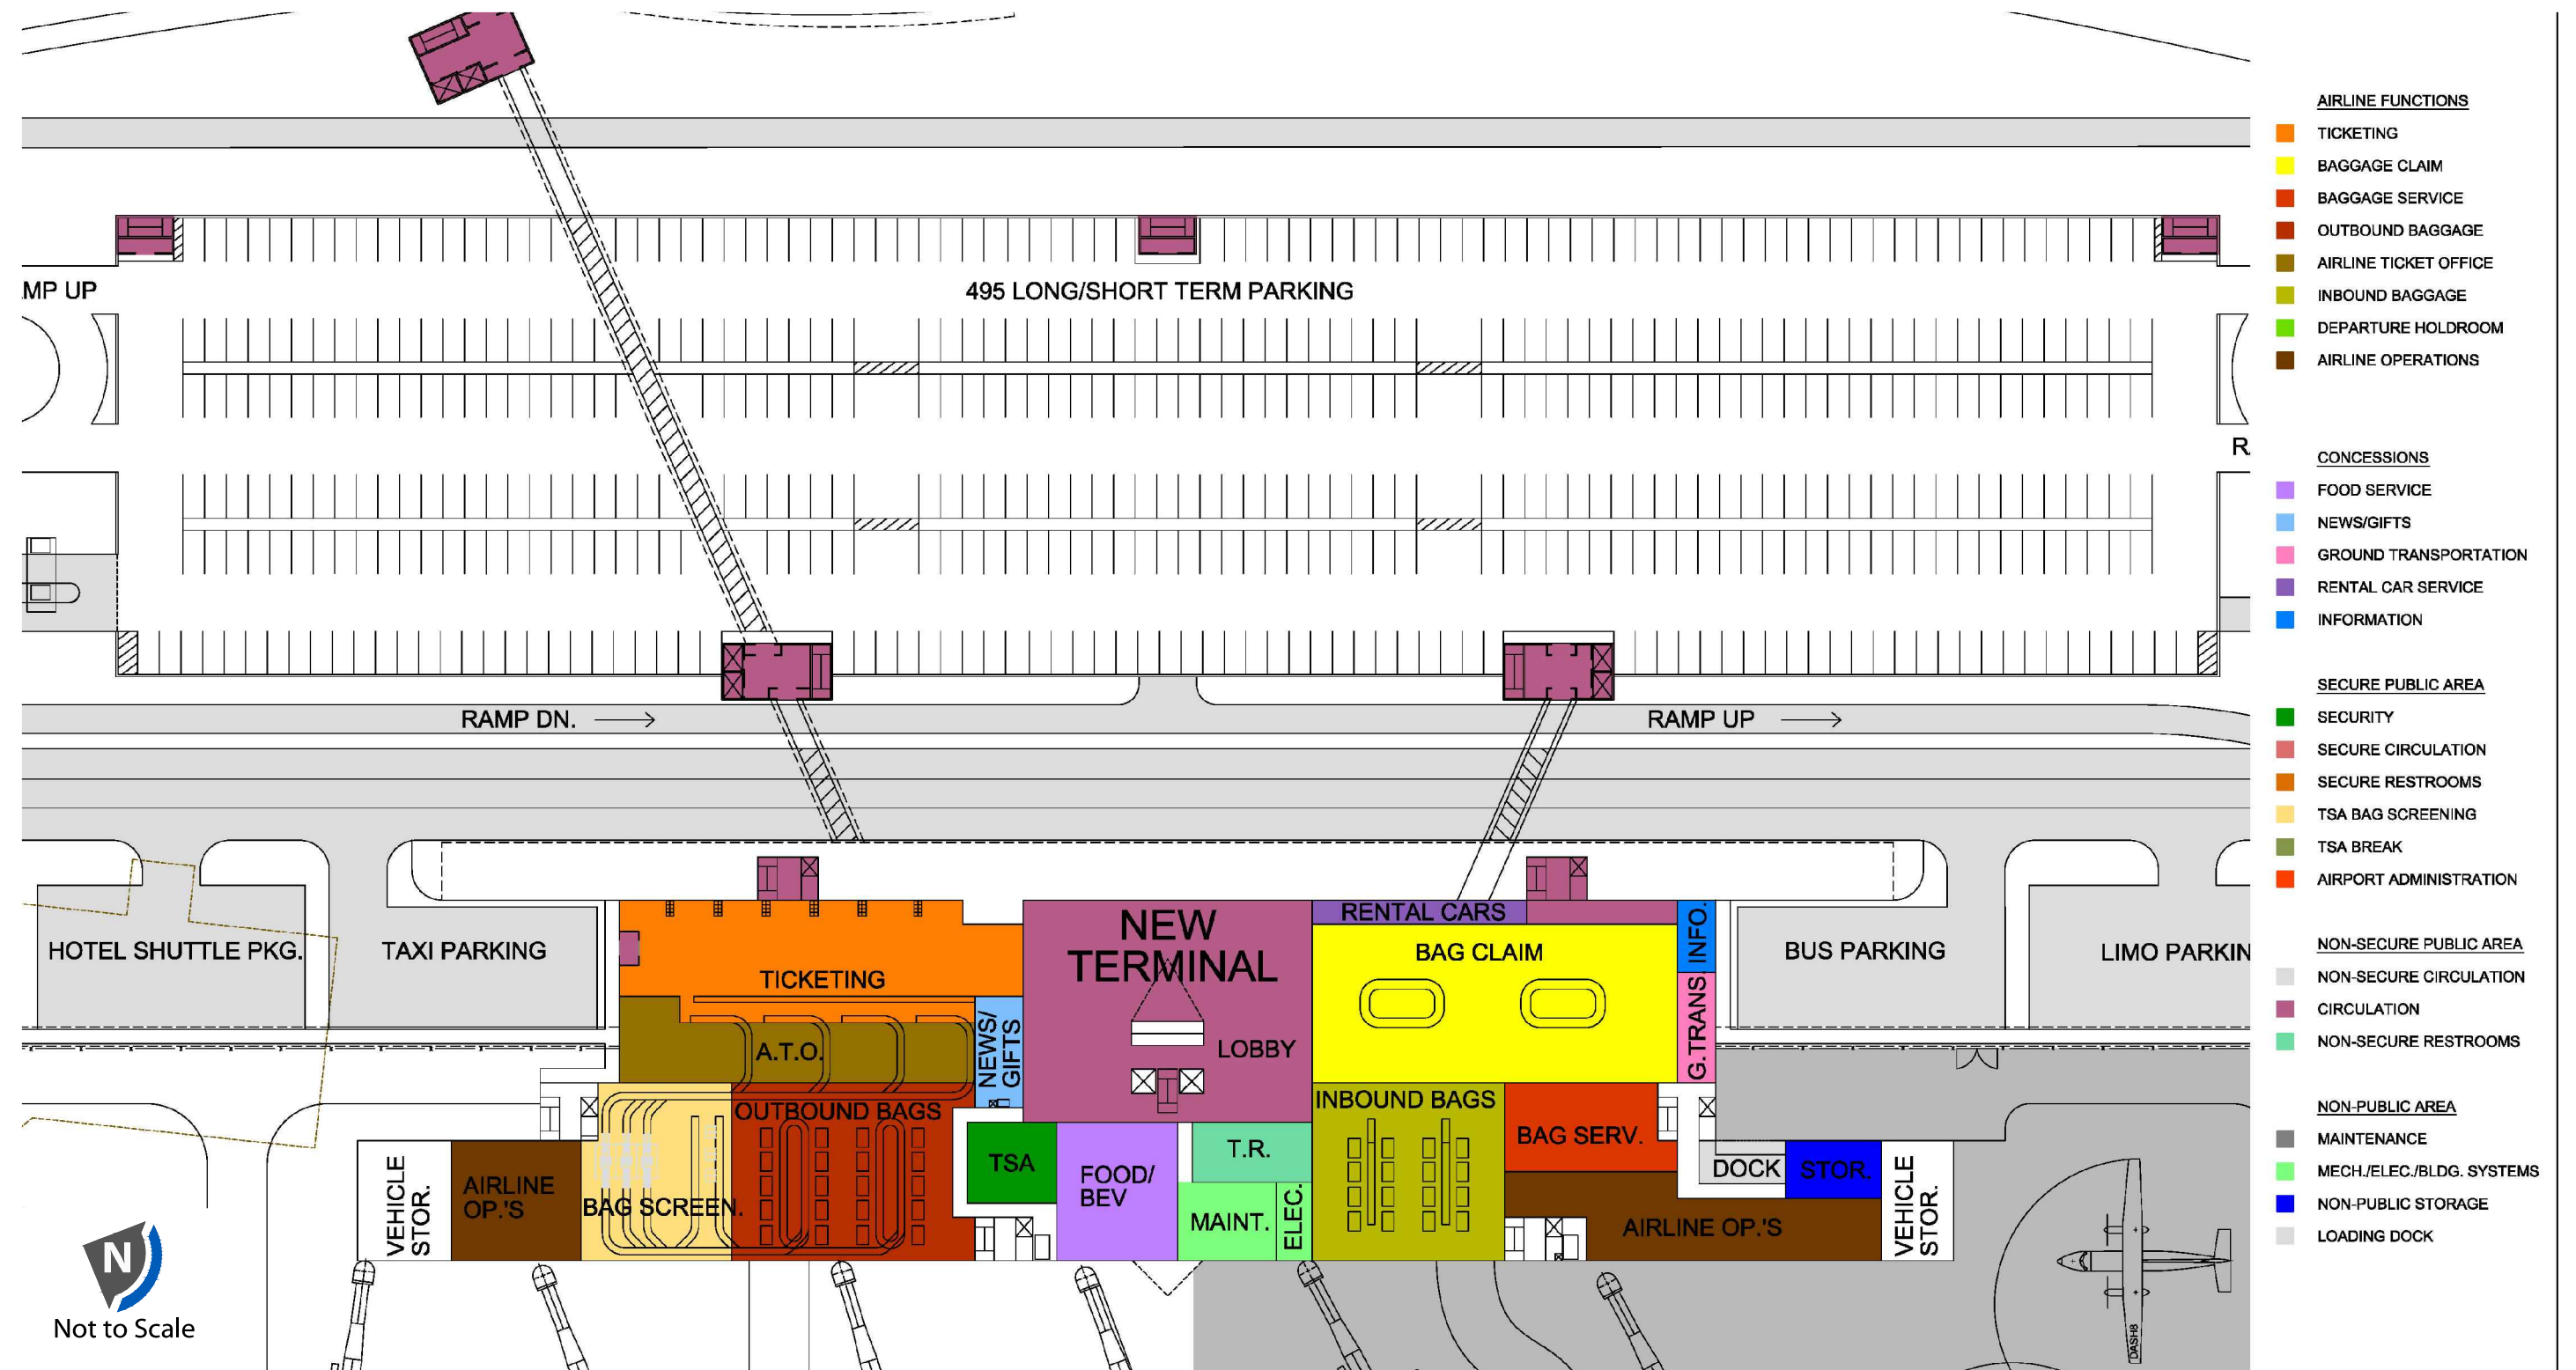 AIRLINE FUNCTIONS
TICKETING
BAGGAGE CLAIM
BAGGAGE SERVICE
OUTBOUND BAGGAGE
AIRLINE TICKET OFFICE
INBOUND BAGGAGE
DEPARTURE HOLDROOM
AIRLINE OPERATIONS
CONCESSIONS
FOOD SERVICE
NEWS/GIFTS
GROUND TRANSPORTATION
RENTAL CAR SERVICE
INFORMATION
SECURE PUBLIC AREA
SECURITY
SECURE CIRCULATION
SECURE RESTROOMS
TSA BAG SCREENING
TSA BREAK
AIRPORT ADMINISTRATION
NON-SECURE PUBLIC AREA
NON-SECURE CIRCULATION
CIRCULATION
NON-SECURE RESTROOMS
NON-PUBLIC AREA
MAINTENANCE
MECH./ELEC./BLDG. SYSTEMS
NON-PUBLIC STORAGE
LOADING DOCK
MP UP
495 LONG/SHORT TERM PARKING
R
RAMP DN.
RAMP UP
HOTEL SHUTTLE PKG.
TAXI PARKING
TICKETING
NEW
TERMINAL
LOBBY
RENTAL CARS
BAG CLAIM
INFO.
G.TRANS.
BUS PARKING
LIMO PARKIN
A.T.O.
NEWS/
GIFTS
OUTBOUND BAGS
INBOUND BAGS
BAG SERV.
TSA
FOOD/
BEV
T.R.
MAINT.
ELEC.
DOCK
STOR.
VEHICLE
STOR.
AIRLINE
OP.'S
BAG SCREEN.
AIRLINE OP.'S
VEHICLE
STOR.
DASH8
N
Not to Scale